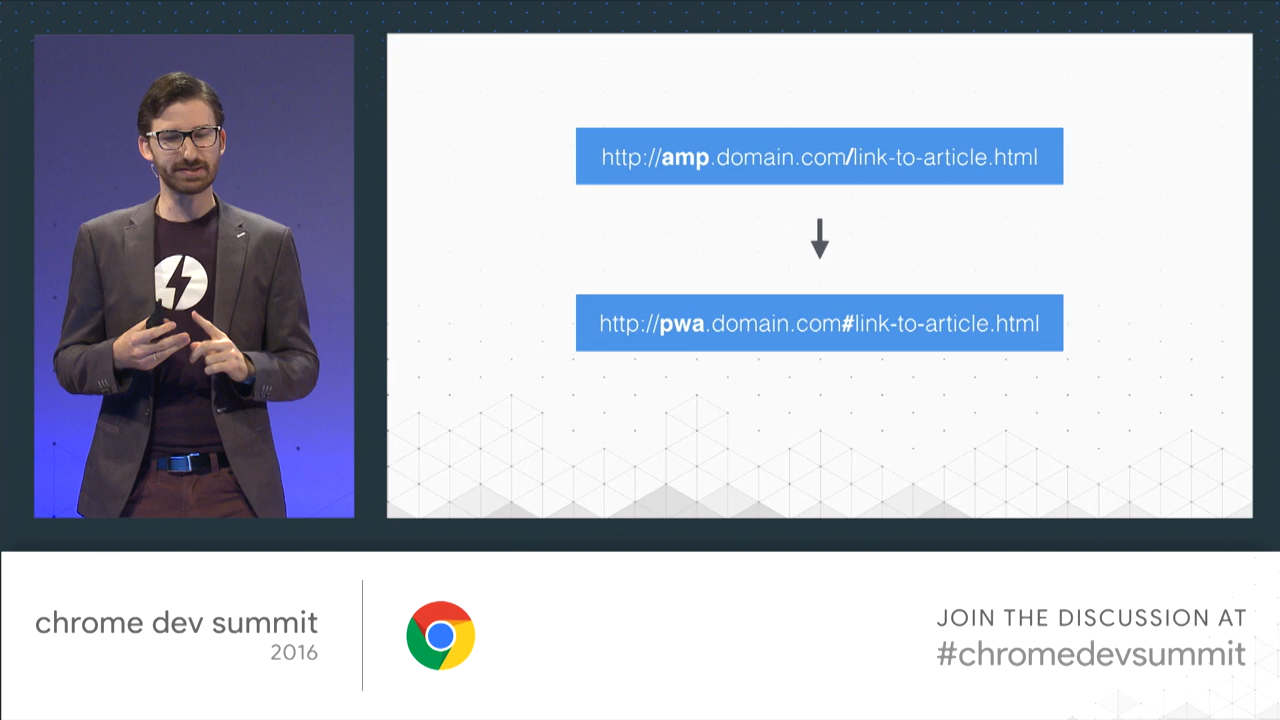 http://amp.domain.com/link-to-article.html
http://pwa.domain.com#link-to-article.html
chrome dev summit
2016
JOIN THE DISCUSSION AT
#chromedevsummit